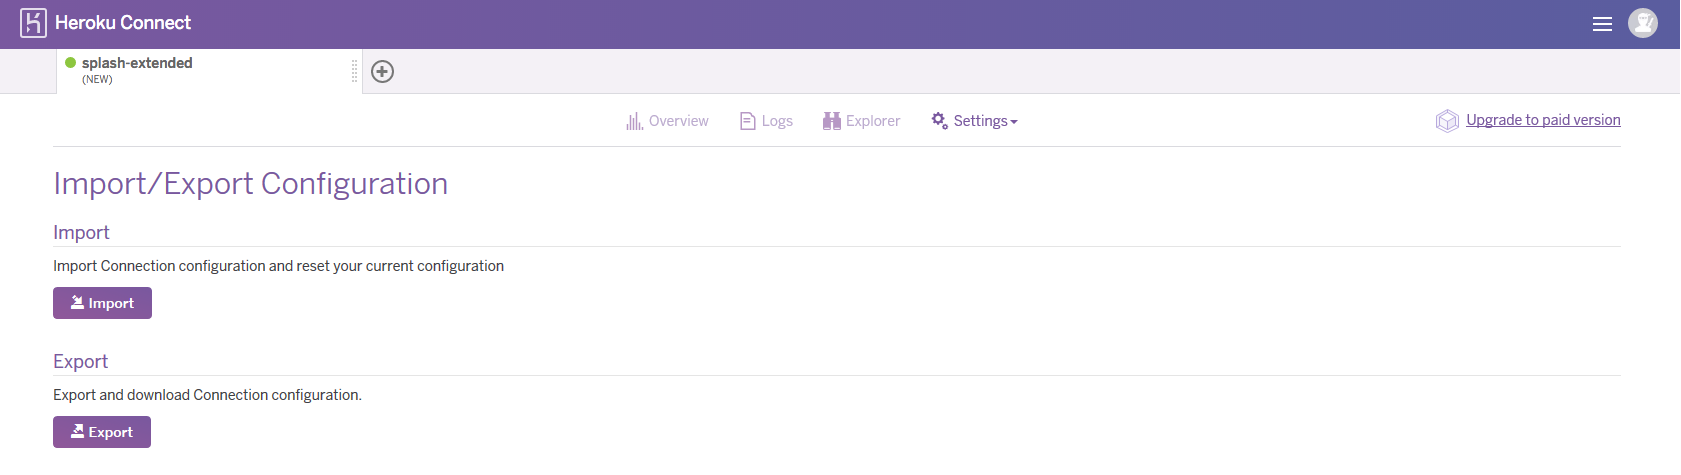 Heroku Connect
splash-extended
(NEW)
Overview Logs Explorer Settings Upgrade to paid version
Import/Export Configuration
Import
Import Connection configuration and reset your current configuration
Import
Export
Export and download Connection configuration.
Export